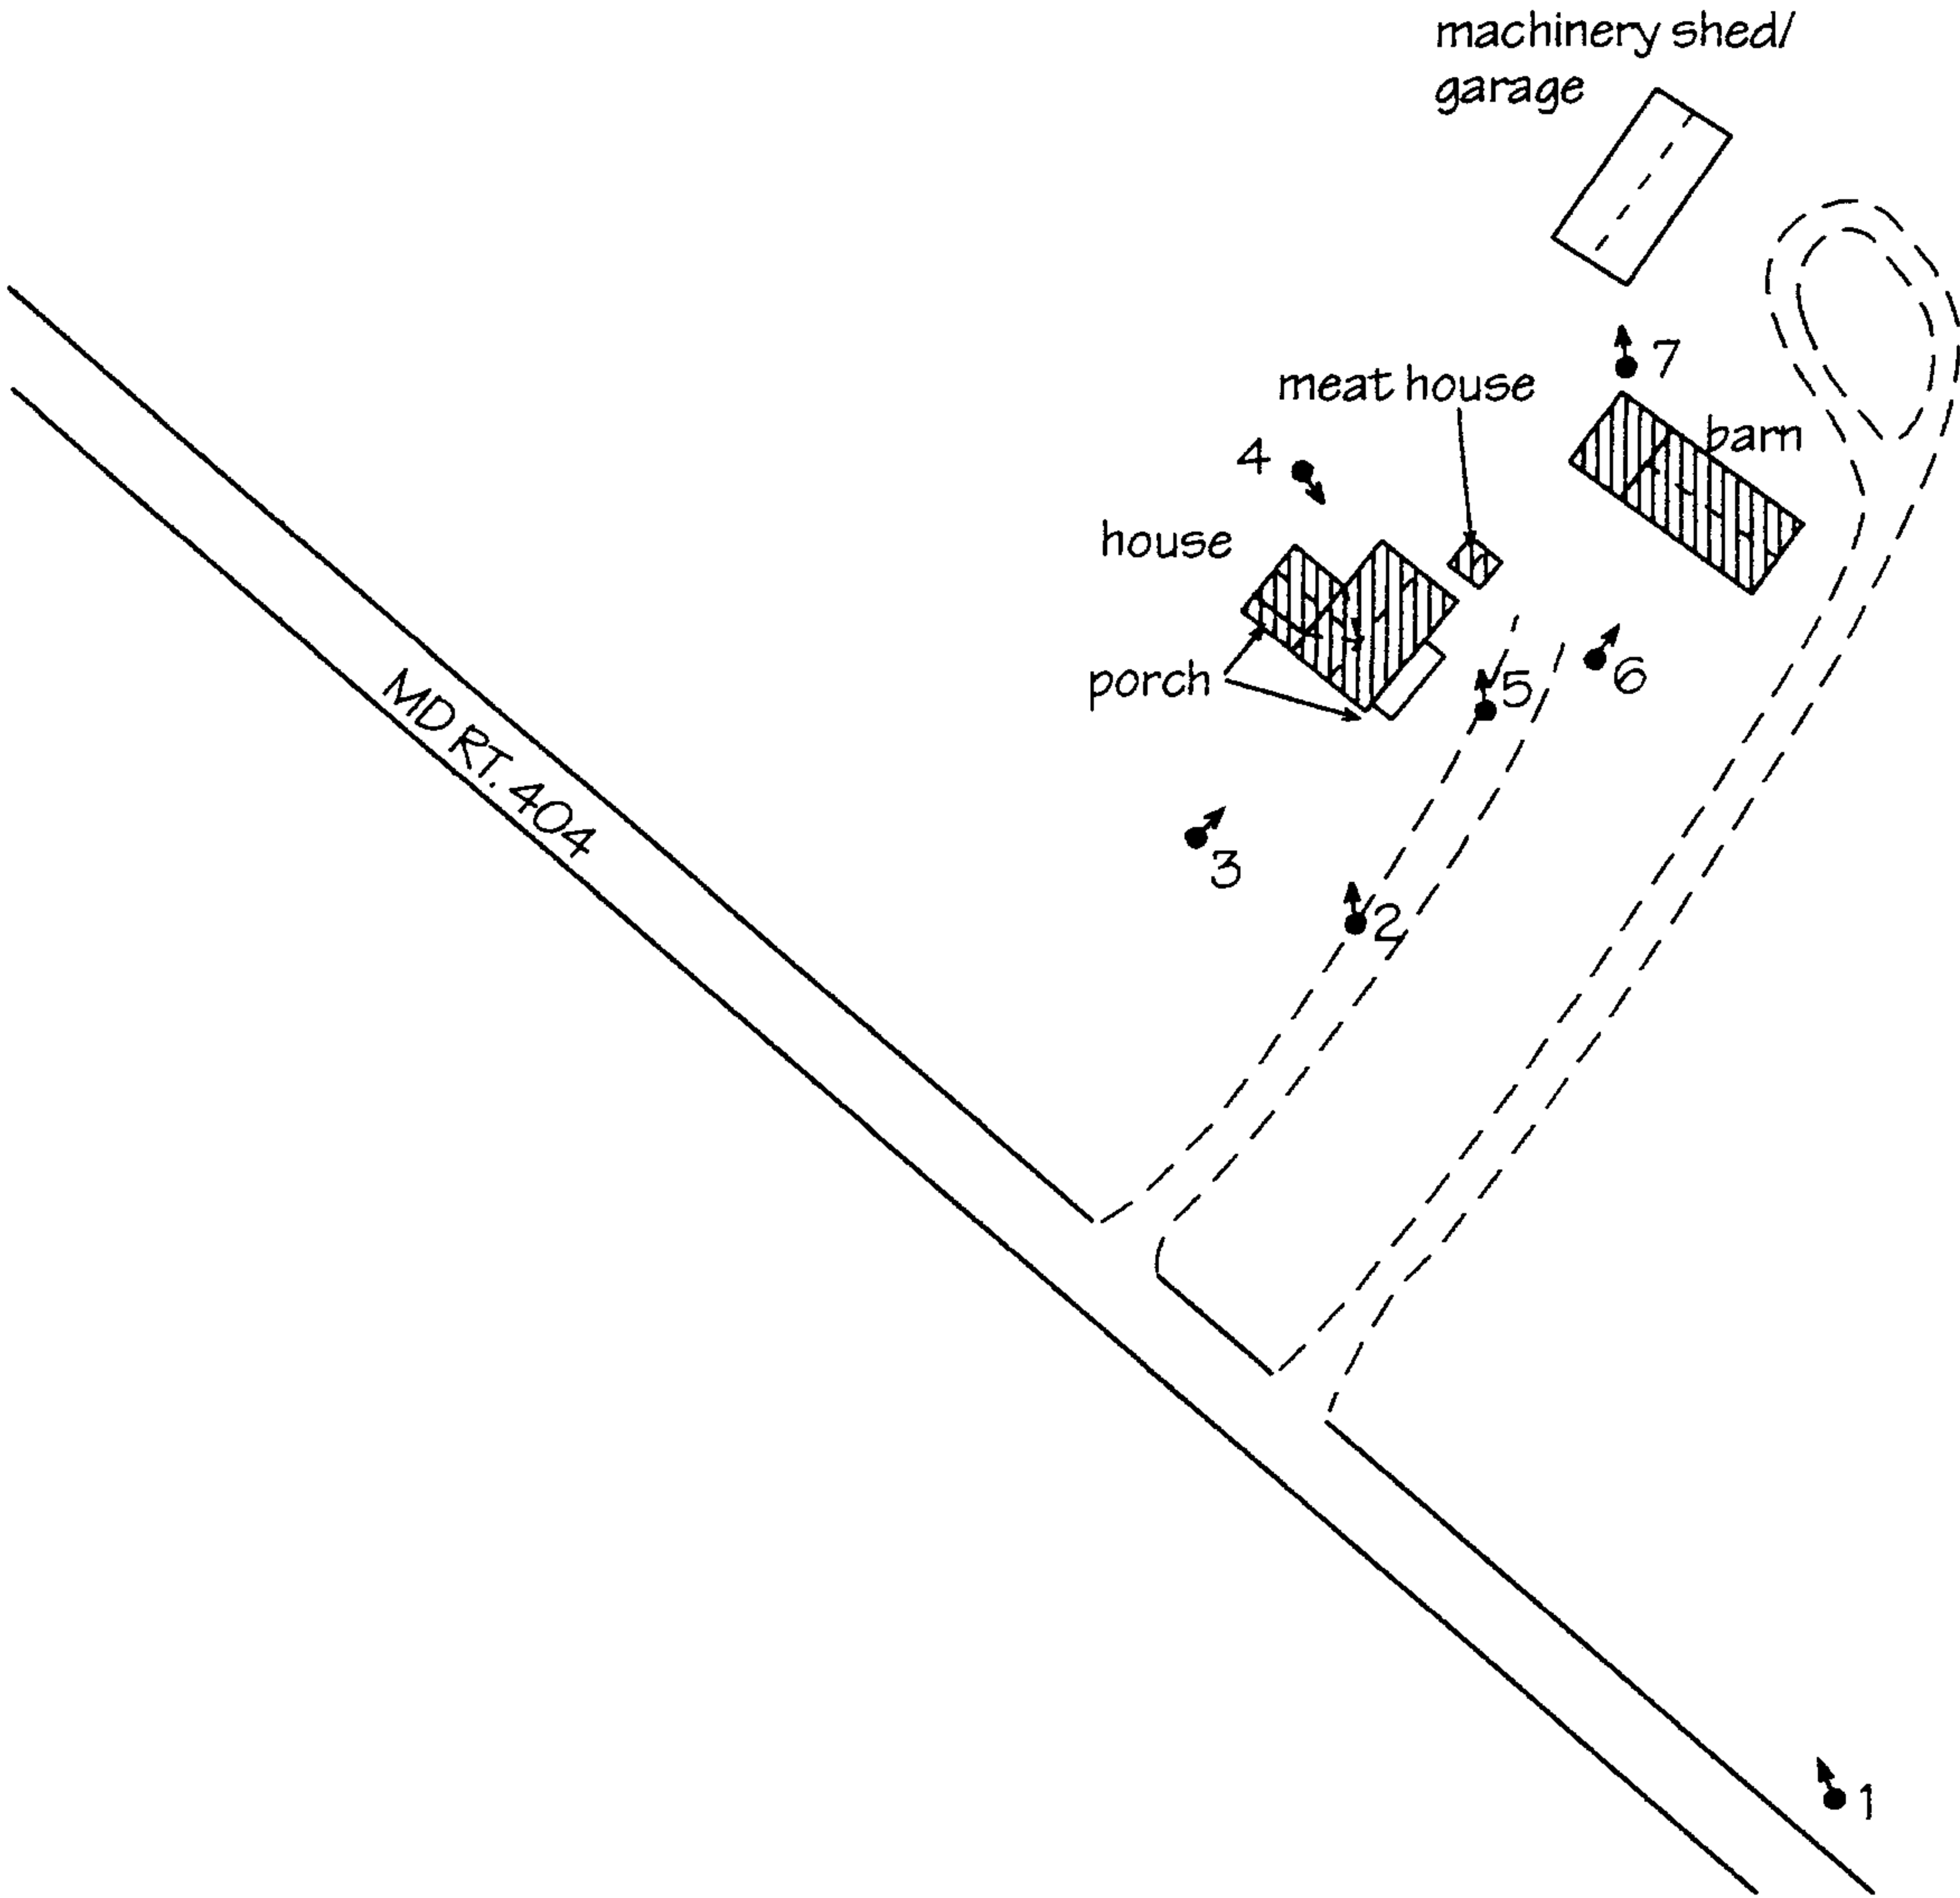 machinery shed/
garage
7
meat house
barn
4
house
porch
5
6
MD RT. 404
3
2
1